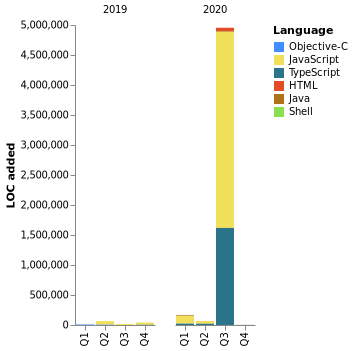 2019 2020
Language
Objective-C
JavaScript
TypeScript
HTML
Java
Shell
LOC added
5,000,000
4,500,000
4,000,000
3,500,000
3,000,000
2,500,000
2,000,000
1,500,000
1,000,000
500,000
0
Q1 Q2 Q3 Q4 Q1 Q2 Q3 Q4